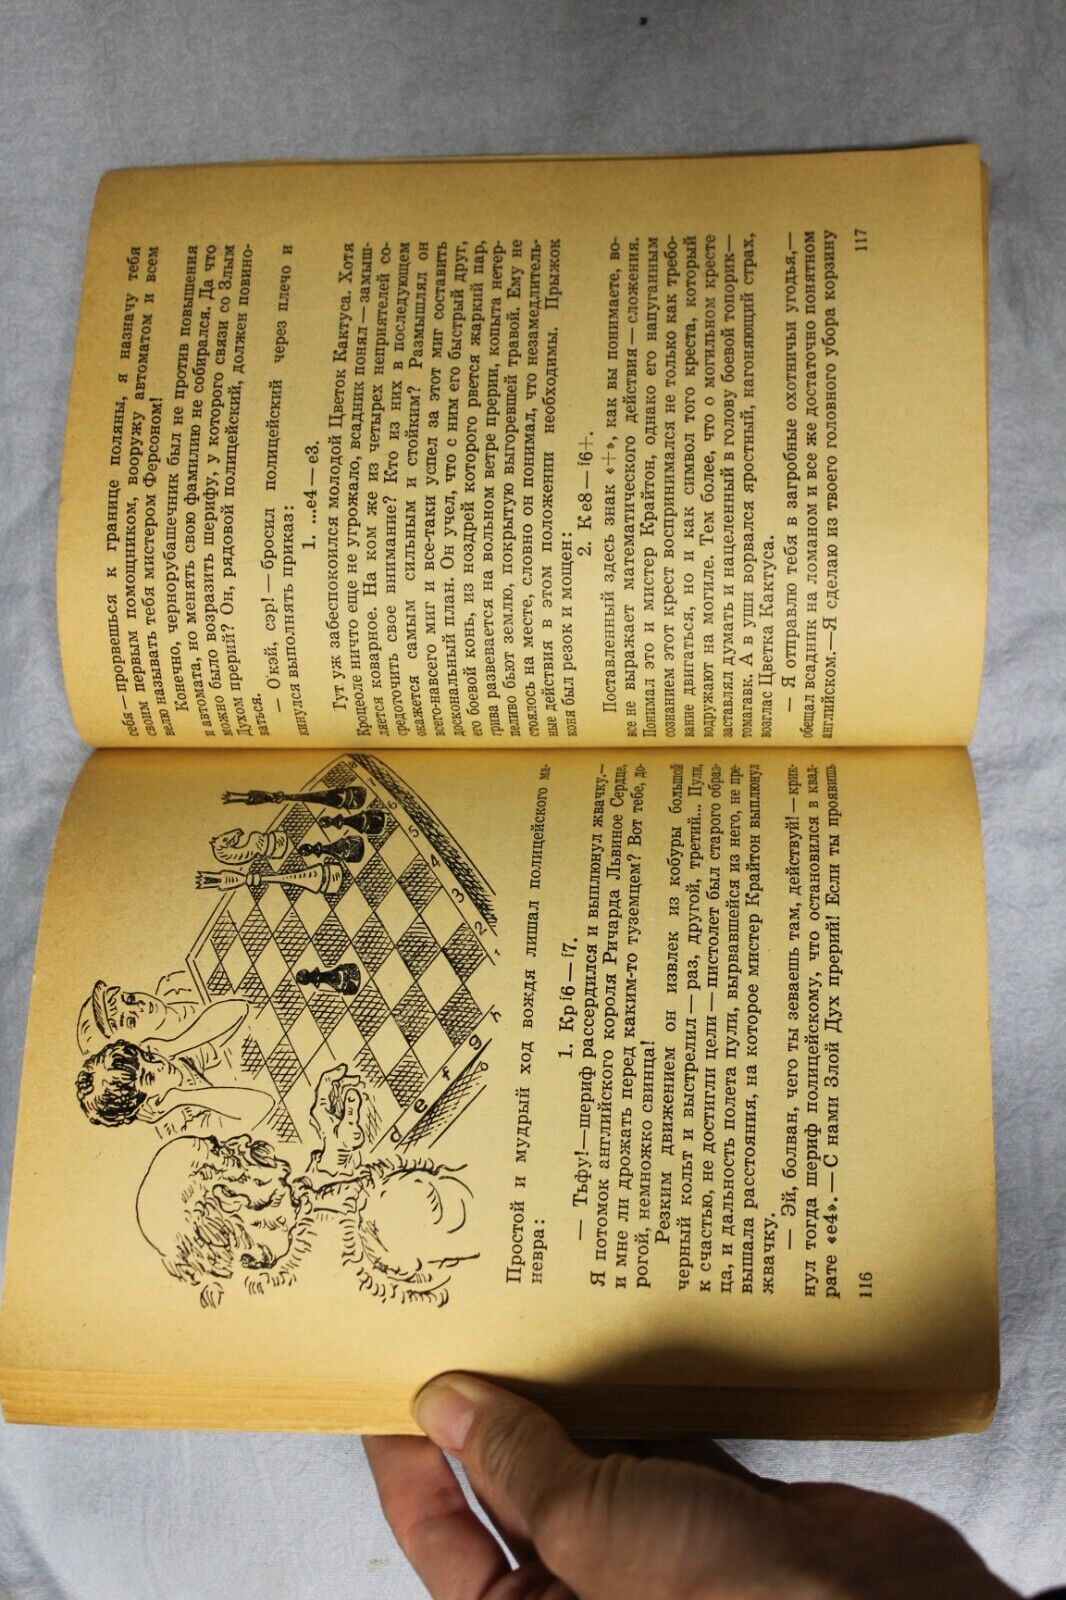 8
6
5
4
3
2
1
d
e
f
g
h
Простой и мудрый ход вождя лишал полицейского ма-
невра:
1. Крf6—f7.
— Тьфу!—шериф рассердился и выплюнул жвачку.—
Я потомок английского короля Ричарда Львиное Сердце,
и мне ли дрожать перед каким-то туземцем? Вот тебе, до-
рогой, немножко свинца!
Резким движением он извлек из кобуры большой
черный кольт и выстрелил—раз, другой, третий... Пули,
к счастью, не достигли цели—пистолет был старого образ-
ца, и дальность полета пули, вырвавшейся из него, не пре-
вышала расстояния, на которое мистер Крайтон выплюнул
жвачку.
— Эй, болван, чего ты зеваешь там, действуй!—крик-
нул тогда шериф полицейскому, что остановился в квад-
рате «e4».—С нами Злой Дух прерий! Если ты проявишь
116
себя—прорвешься к границе поляны, я назначу тебя
своим первым помощником, вооружу автоматом и всем
велю называть тебя мистером Ферсоном!
Конечно, чернорубашечник был не против повышения
и автомата, но менять свою фамилию не собирался. Да что
можно было возразить шерифу, у которого связи со Злым
Духом прерий? Он, рядовой полицейский, должен повино-
ваться.
— О'кэй, сэр!—бросил полицейский через плечо и
кинулся выполнять приказ:
1. ...e4—e3.
Тут уж забеспокоился молодой Цветок Кактуса. Хотя
Кроцеоле ничто еще не угрожало, всадник понял—замыш-
ляется коварное. На ком же из четырех неприятелей со-
средоточить свое внимание? Кто из них в последующем
окажется самым сильным и стойким? Размышлял он
всего-навсего миг и все-таки успел за этот миг составить
доскональный план. Он учел, что с ним его быстрый друг,
его боевой конь, из ноздрей которого рвется жаркий пар,
грива развевается на вольном ветре прерии, копыта нетер-
пеливо бьют землю, покрытую выгоревшей травой. Ему не
стоялось на месте, словно он понимал, что незамедлитель-
ные действия в этом положении необходимы. Прыжок
коня был резок и мощен:
2. Кe8—f6+.
Поставленный здесь знак «+», как вы понимаете, во-
все не выражает математического действия—сложения.
Понимал это и мистер Крайтон, однако его напуганным
сознанием этот крест воспринимался не только как требо-
вание двигаться, но и как символ того креста, который
водружают на могиле. Тем более, что о могильном кресте
заставлял думать и нацеленный в голову боевой топорик—
томагавк. А в уши ворвался яростный, нагоняющий страх,
возглас Цветка Кактуса.
— Я отправлю тебя в загробные охотничьи угодья,—
обещал всадник на ломаном и все же достаточно понятном
английском.—Я сделаю из твоего головного убора корзину
117